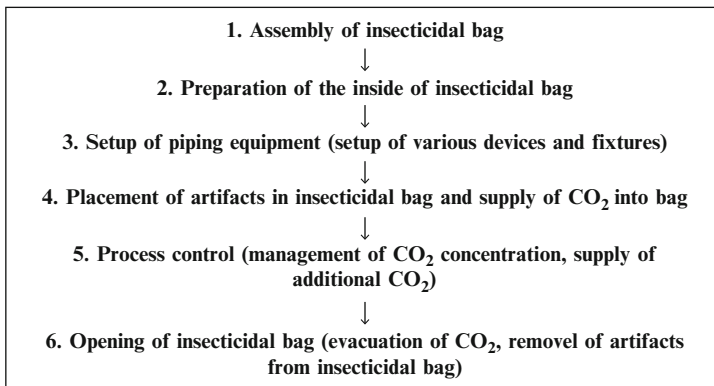 1. Assembly of insecticidal bag
↓
2. Preparation of the inside of insecticidal bag
↓
3. Setup of piping equipment (setup of various devices and fixtures)
↓
4. Placement of artifacts in insecticidal bag and supply of CO₂ into bag
↓
5. Process control (management of CO₂ concentration, supply of
additional CO₂)
↓
6. Opening of insecticidal bag (evacuation of CO₂, removel of artifacts
from insecticidal bag)